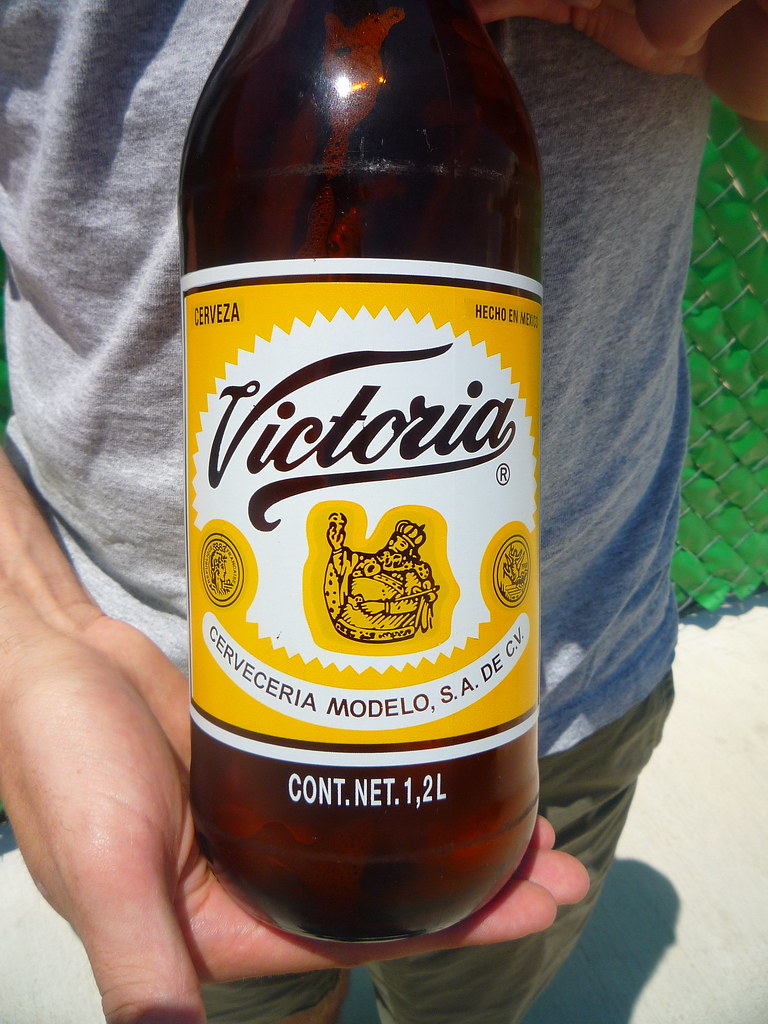 CERVEZA
HECHO EN MEXICO
Victoria
®
CERVECERIA MODELO, S.A. DE C.V.
CONT. NET. 1,2L